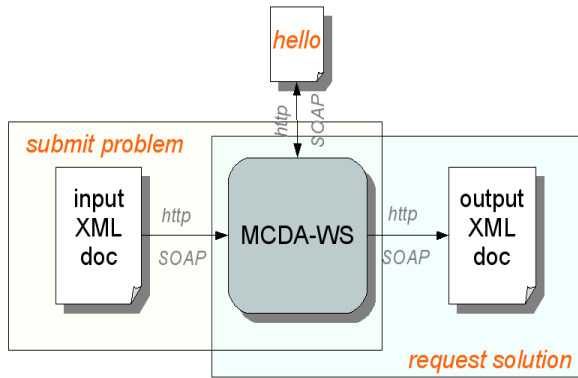 hello
http
SOAP
submit problem
input
XML
doc
http
SOAP
MCDA-WS
http
SOAP
output
XML
doc
request solution